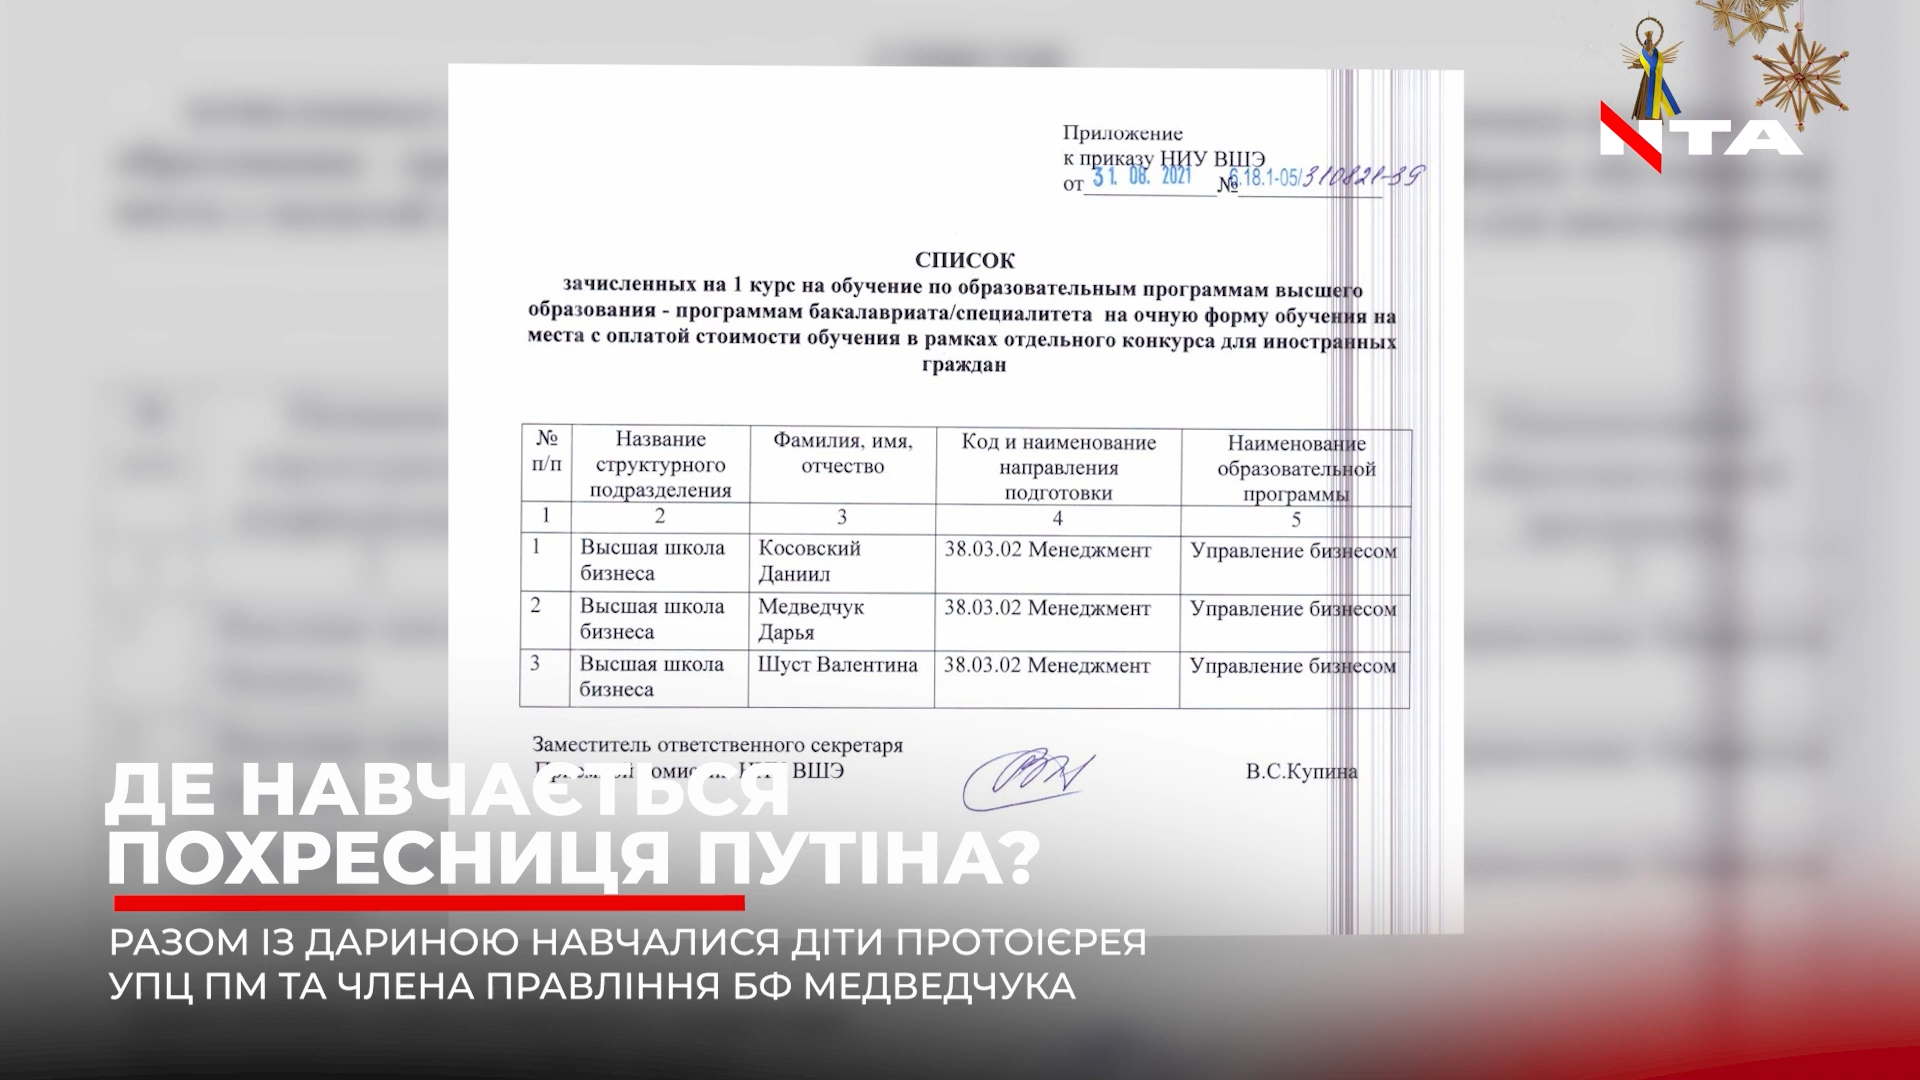 NTA
Приложение
к приказу НИУ ВШЭ
от 31. 08. 2021 № 6.18.1-05/310821-39
СПИСОК
зачисленных на 1 курс на обучение по образовательным программам высшего
образования - программам бакалавриата/специалитета на очную форму обучения на
места с оплатой стоимости обучения в рамках отдельного конкурса для иностранных
граждан
№ п/п Название структурного подразделения Фамилия, имя, отчество Код и наименование направления подготовки Наименование образовательной программы
1 2 3 4 5
1 Высшая школа бизнеса Косовский Даниил 38.03.02 Менеджмент Управление бизнесом
2 Высшая школа бизнеса Медведчук Дарья 38.03.02 Менеджмент Управление бизнесом
3 Высшая школа бизнеса Шуст Валентина 38.03.02 Менеджмент Управление бизнесом
Заместитель ответственного секретаря
ВШЭ В.С.Купина
ДЕ НАВЧАЄТЬСЯ
ПОХРЕСНИЦЯ ПУТІНА?
РАЗОМ ІЗ ДАРИНОЮ НАВЧАЛИСЯ ДІТИ ПРОТОІЄРЕЯ
УПЦ ПМ ТА ЧЛЕНА ПРАВЛІННЯ БФ МЕДВЕДЧУКА